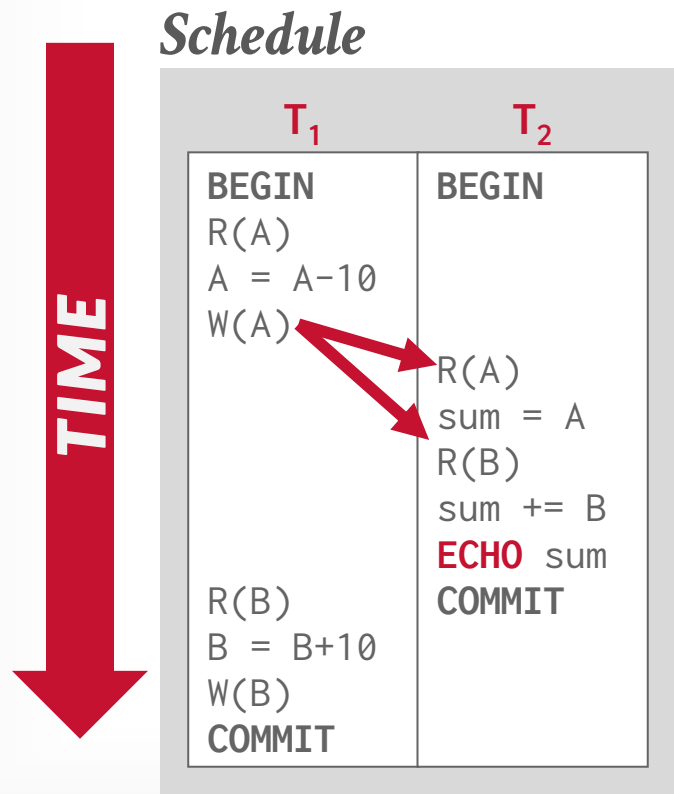 Schedule
TIME
T1 T2
BEGIN BEGIN
R(A)
A = A-10
W(A)
R(A)
sum = A
R(B)
sum += B
ECHO sum
R(B) COMMIT
B = B+10
W(B)
COMMIT